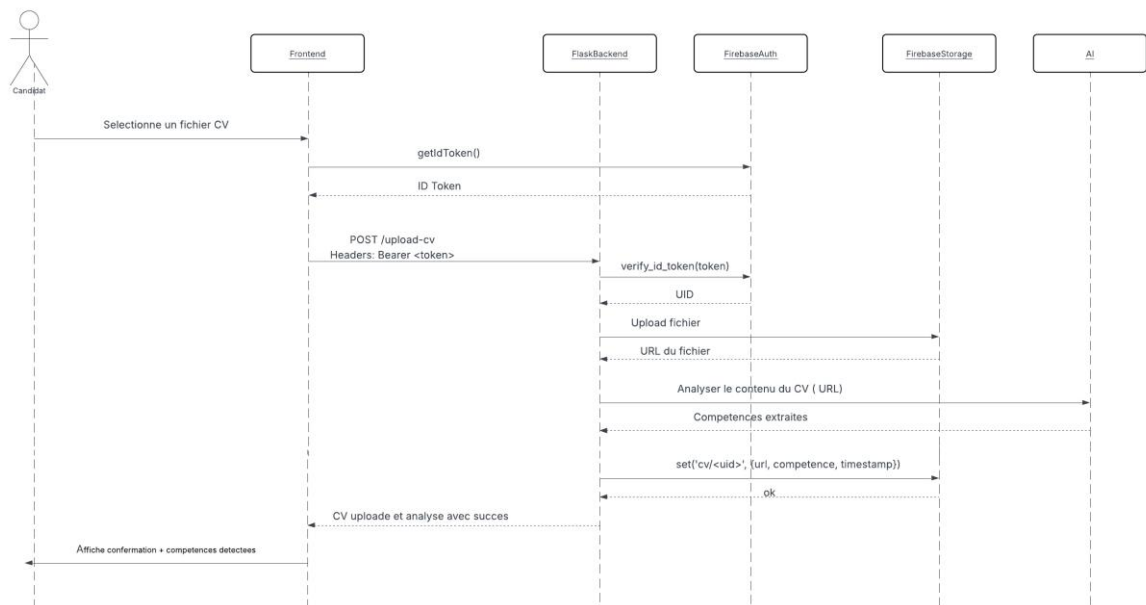 Frontend
FlaskBackend
FirebaseAuth
FirebaseStorage
AI
Candidat
Selectionne un fichier CV
getIdToken()
ID Token
POST /upload-cv
Headers: Bearer <token>
verify_id_token(token)
UID
Upload fichier
URL du fichier
Analyser le contenu du CV ( URL)
Competences extraites
set('cv/<uid>', {url, competence, timestamp})
ok
CV uploade et analyse avec succes
Affiche confermation + competences detectees